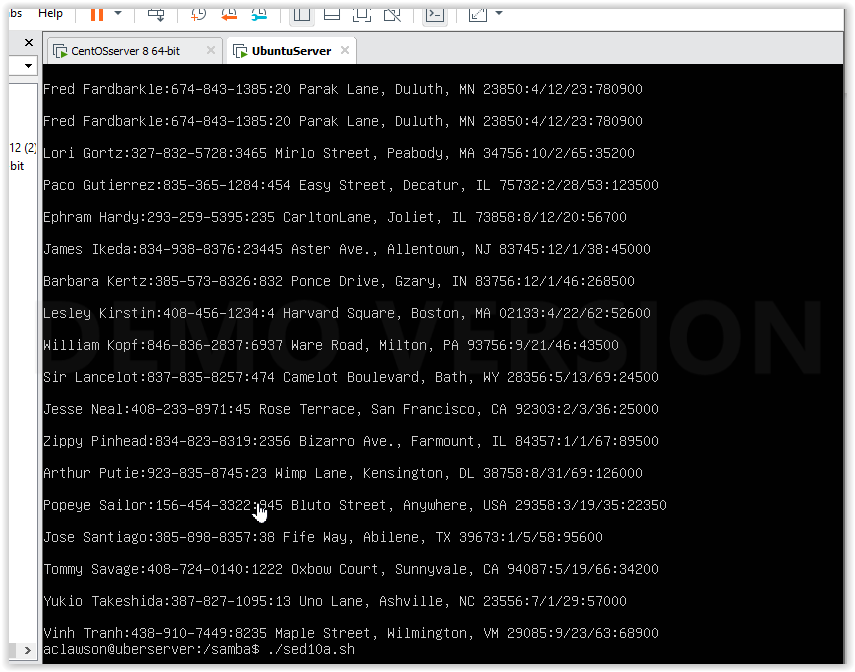 bs Help
CentOSserver 8 64-bit
UbuntuServer
12 (2)
bit
Fred Fardbarkle:674-843-1385:20 Parak Lane, Duluth, MN 23850:4/12/23:780900
Fred Fardbarkle:674-843-1385:20 Parak Lane, Duluth, MN 23850:4/12/23:780900
Lori Gortz:327-832-5728:3465 Mirlo Street, Peabody, MA 34756:10/2/65:35200
Paco Gutierrez:835-365-1284:454 Easy Street, Decatur, IL 75732:2/28/53:123500
Ephram Hardy:293-259-5395:235 CarltonLane, Joliet, IL 73858:8/12/20:56700
James Ikeda:834-938-8376:23445 Aster Ave., Allentown, NJ 83745:12/1/38:45000
Barbara Kertz:385-573-8326:832 Ponce Drive, Gzary, IN 83756:12/1/46:268500
Lesley Kirstin:408-456-1234:4 Harvard Square, Boston, MA 02133:4/22/62:52600
William Kopf:846-836-2837:6937 Ware Road, Milton, PA 93756:9/21/46:43500
Sir Lancelot:837-835-8257:474 Camelot Boulevard, Bath, WY 28356:5/13/69:24500
Jesse Neal:408-233-8971:45 Rose Terrace, San Francisco, CA 92303:2/3/36:25000
Zippy Pinhead:834-823-8319:2356 Bizarro Ave., Farmount, IL 84357:1/1/67:89500
Arthur Putie:923-835-8745:23 Wimp Lane, Kensington, DL 38758:8/31/69:126000
Popeye Sailor:156-454-3322:945 Bluto Street, Anywhere, USA 29358:3/19/35:22350
Jose Santiago:385-898-8357:38 Fife Way, Abilene, TX 39673:1/5/58:95600
Tommy Savage:408-724-0140:1222 Oxbow Court, Sunnyvale, CA 94087:5/19/66:34200
Yukio Takeshida:387-827-1095:13 Uno Lane, Ashville, NC 23556:7/1/29:57000
Vinh Tranh:438-910-7449:8235 Maple Street, Wilmington, VM 29085:9/23/63:68900
aclawson@uberserver:/samba$ ./sed10a.sh
DEMO VERSION